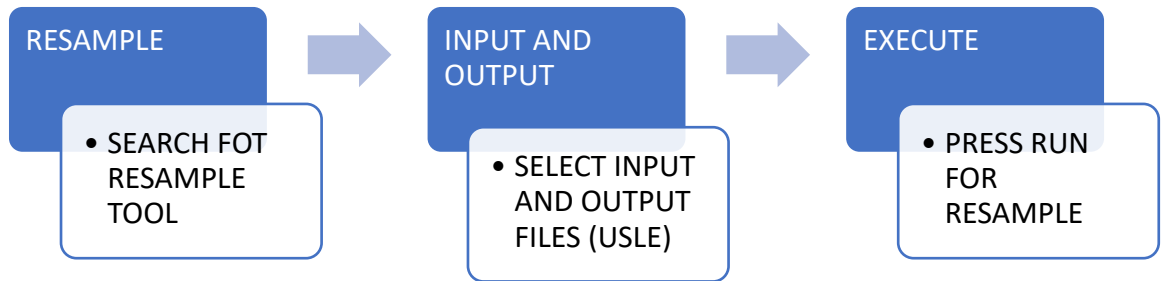 RESAMPLE
• SEARCH FOT
RESAMPLE
TOOL
INPUT AND
OUTPUT
• SELECT INPUT
AND OUTPUT
FILES (USLE)
EXECUTE
• PRESS RUN
FOR
RESAMPLE